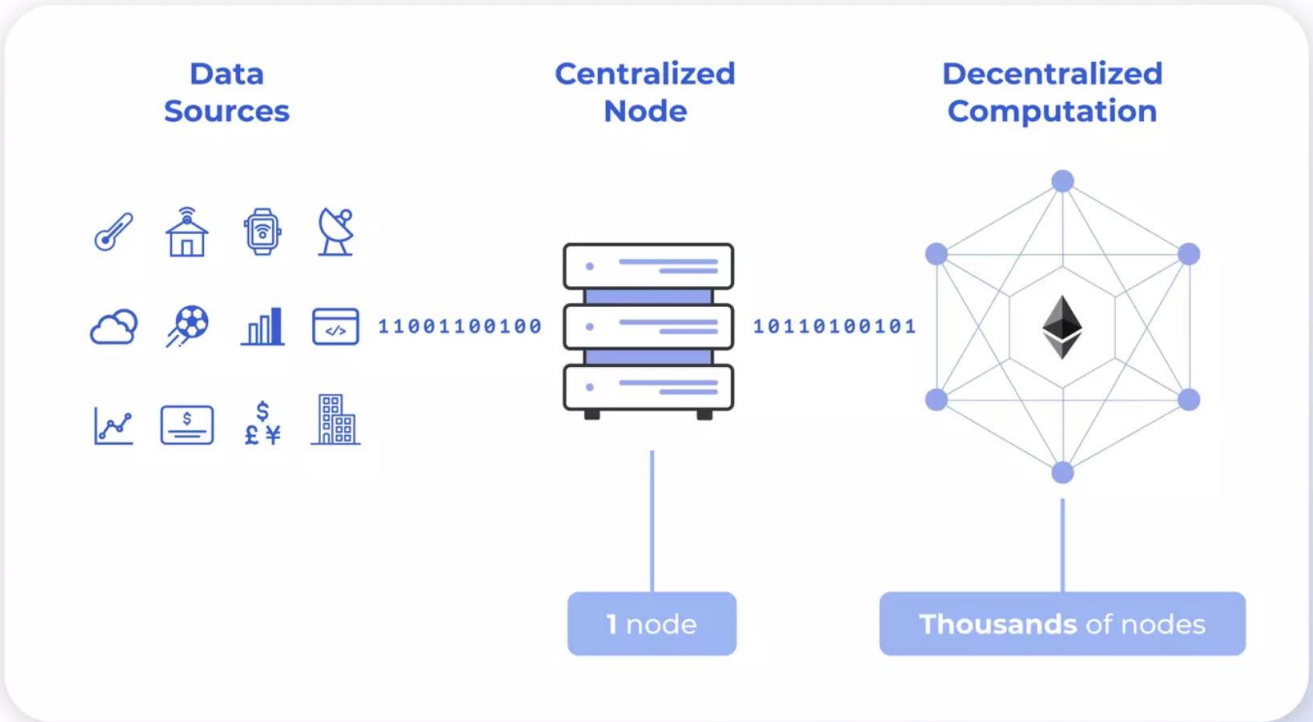 Data
Sources
Centralized
Node
Decentralized
Computation
</>
11001100100
10110100101
$
$
£ ¥
1 node
Thousands of nodes